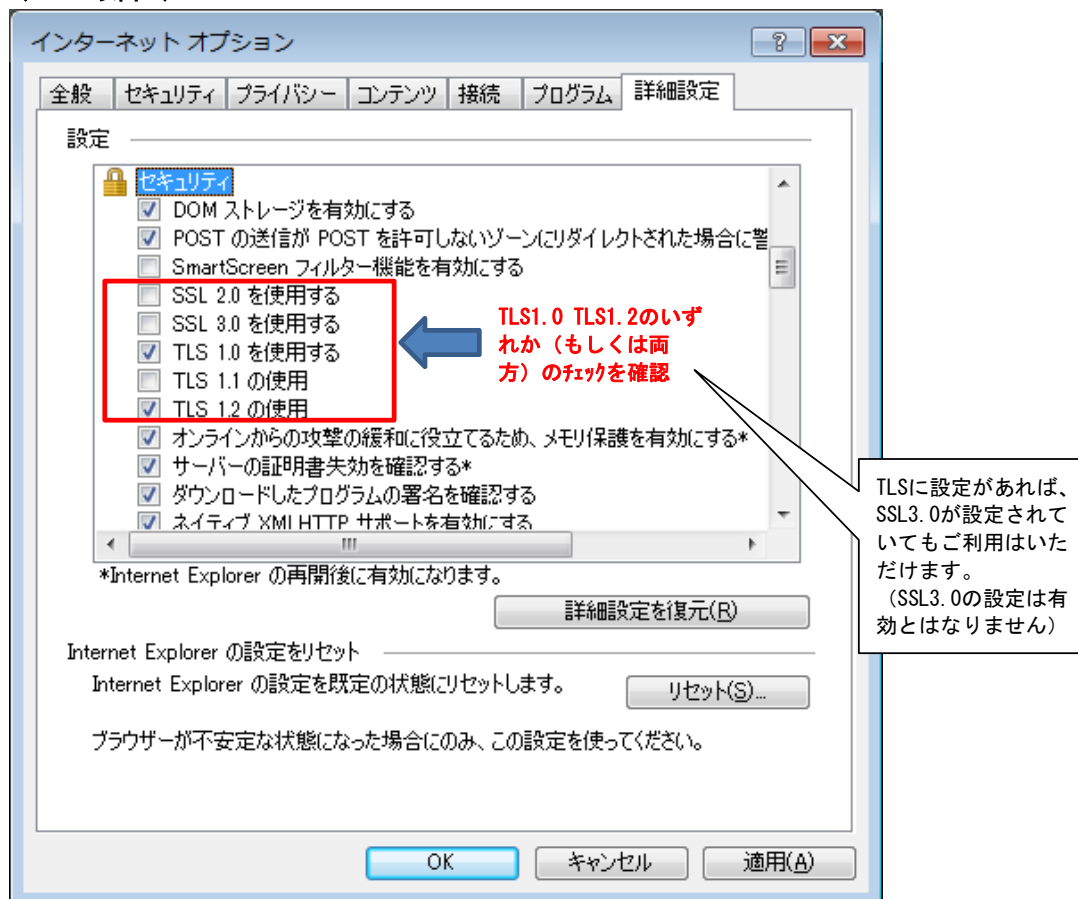 インターネット オプション
全般 セキュリティ プライバシー コンテンツ 接続 プログラム 詳細設定
設定
セキュリティ
DOM ストレージを有効にする
POST の送信が POST を許可しないゾーンにリダイレクトされた場合に警
SmartScreen フィルター機能を有効にする
SSL 2.0 を使用する
SSL 3.0 を使用する
TLS 1.0 を使用する
TLS 1.1 の使用
TLS 1.2 の使用
オンラインからの攻撃の緩和に役立てるため、メモリ保護を有効にする*
サーバーの証明書失効を確認する*
ダウンロードしたプログラムの署名を確認する
ネイティブ XMLHTTP サポートを有効にする
TLS1.0 TLS1.2のいず
れか（もしくは両
方）のﾁｪｯｸを確認
TLSに設定があれば、
SSL3.0が設定されて
いてもご利用はいた
だけます。
（SSL3.0の設定は有
効とはなりません）
*Internet Explorer の再開後に有効になります。
詳細設定を復元(R)
Internet Explorer の設定をリセット
Internet Explorer の設定を既定の状態にリセットします。
リセット(S)...
ブラウザーが不安定な状態になった場合にのみ、この設定を使ってください。
OK キャンセル 適用(A)